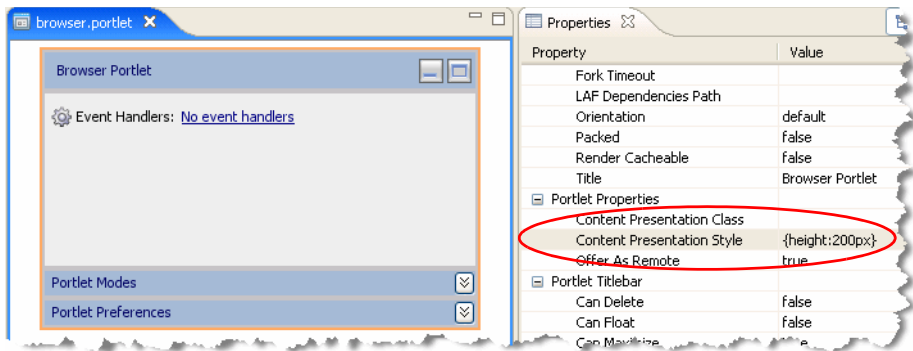 browser.portlet
Browser Portlet
Event Handlers: No event handlers
Portlet Modes
Portlet Preferences
Properties
Property Value
Fork Timeout
LAF Dependencies Path
Orientation default
Packed false
Render Cacheable false
Title Browser Portlet
Portlet Properties
Content Presentation Class
Content Presentation Style {height:200px}
Offer As Remote true
Portlet Titlebar
Can Delete false
Can Float false
Can Maximize